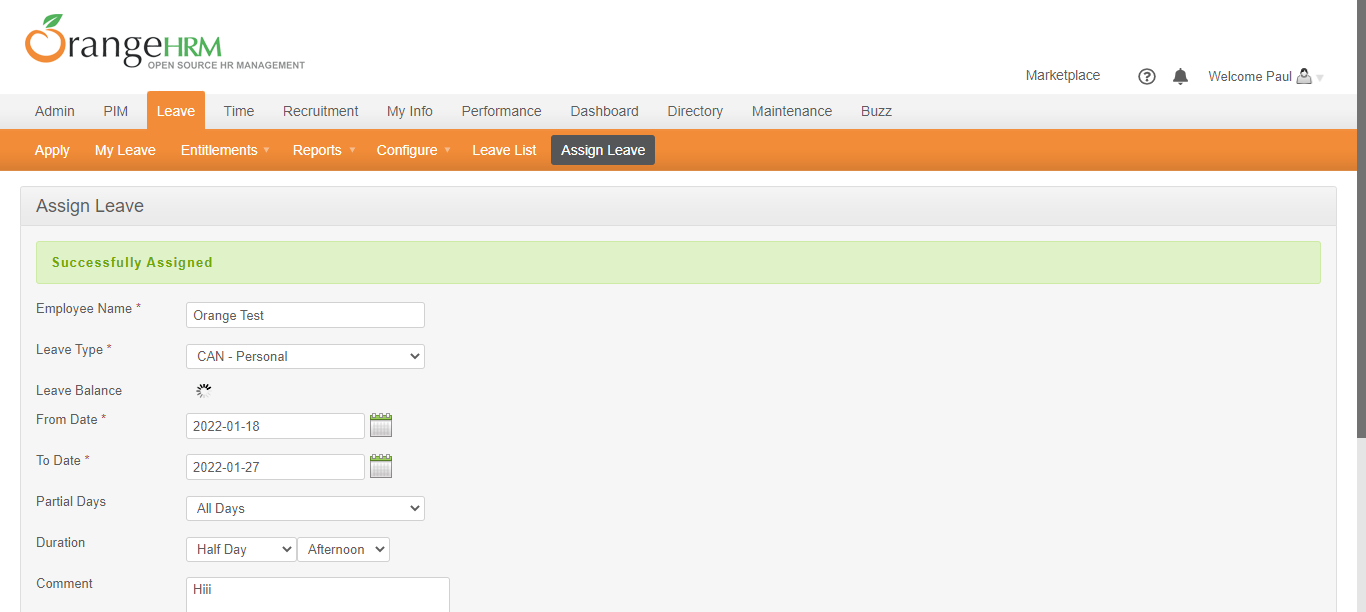 OrangeHRM
OPEN SOURCE HR MANAGEMENT
Marketplace ? Welcome Paul
Admin PIM Leave Time Recruitment My Info Performance Dashboard Directory Maintenance Buzz
Apply My Leave Entitlements Reports Configure Leave List Assign Leave
Assign Leave
Successfully Assigned
Employee Name * Orange Test
Leave Type * CAN - Personal
Leave Balance
From Date * 2022-01-18
To Date * 2022-01-27
Partial Days All Days
Duration Half Day Afternoon
Comment Hiii